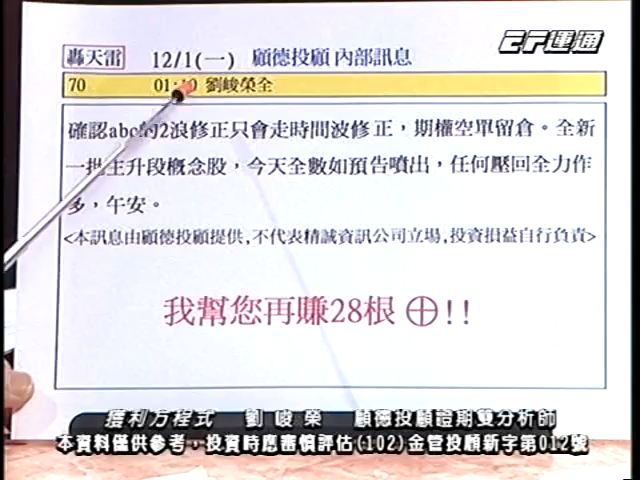 ET運通
轟天雷 12/1(一) 顧德投顧 內部訊息
70 劉峻榮全
確認abc的2浪修正只會走時間波修正，期權空單留倉。全新
一批主升段概念股，今天全數如預告噴出，任何壓回全力作
多，午安。
<本訊息由顧德投顧提供,不代表精誠資訊公司立場,投資損益自行負責>
我幫您再賺28根 ⊕!!
獲利方程式 劉峻榮 顧德投顧證期雙分析師
本資料僅供參考，投資時應審慎評估(102)金管投顧新字第012號